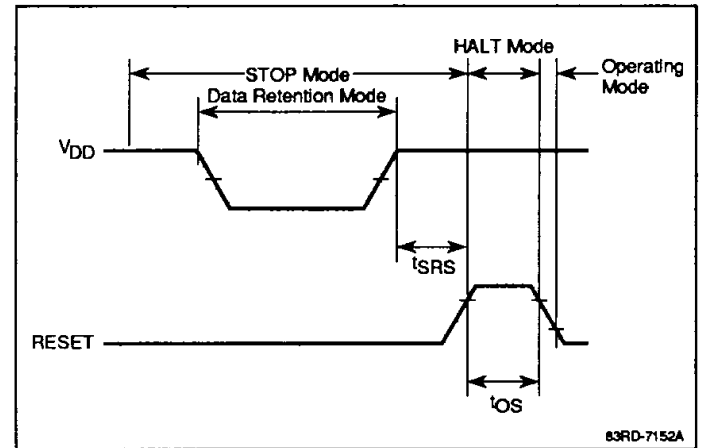 HALT Mode
STOP Mode
Operating
Mode
Data Retention Mode
VDD
tSRS
RESET
tOS
83RD-7152A